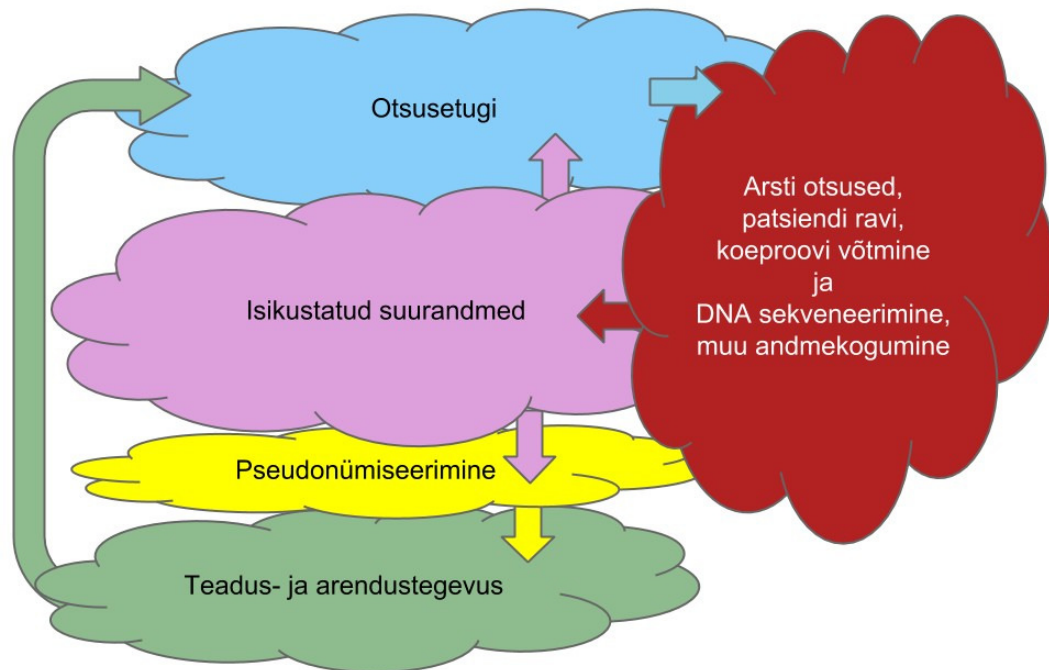 Otsusetugi
Arsti otsused,
patsiendi ravi,
koeproovi võtmine
ja
DNA sekveneerimine,
muu andmekogumine
Isikustatud suurandmed
Pseudonümiseerimine
Teadus- ja arendustegevus